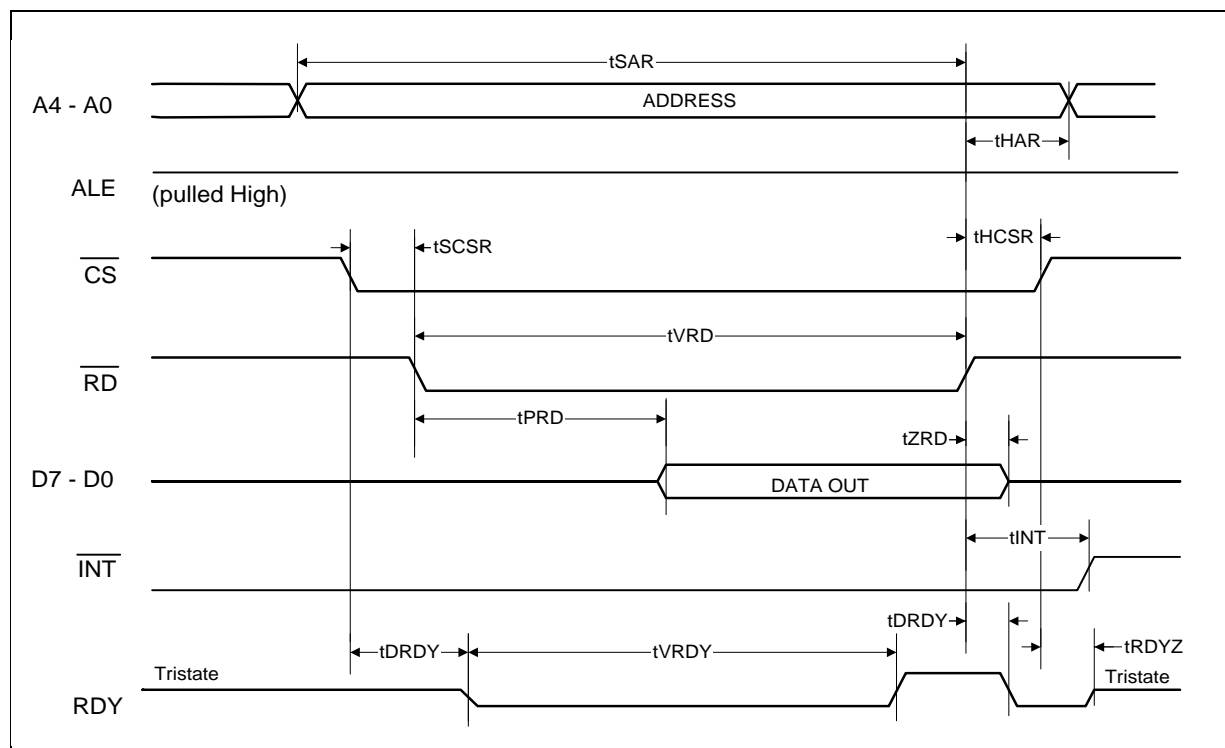 tSAR
A4 - A0
ADDRESS
tHAR
ALE
(pulled High)
tSCSR
tHCSR
CS
tVRD
RD
tPRD
tZRD
D7 - D0
DATA OUT
tINT
INT
tDRDY
tDRDY
tVRDY
tRDYZ
Tristate
Tristate
RDY